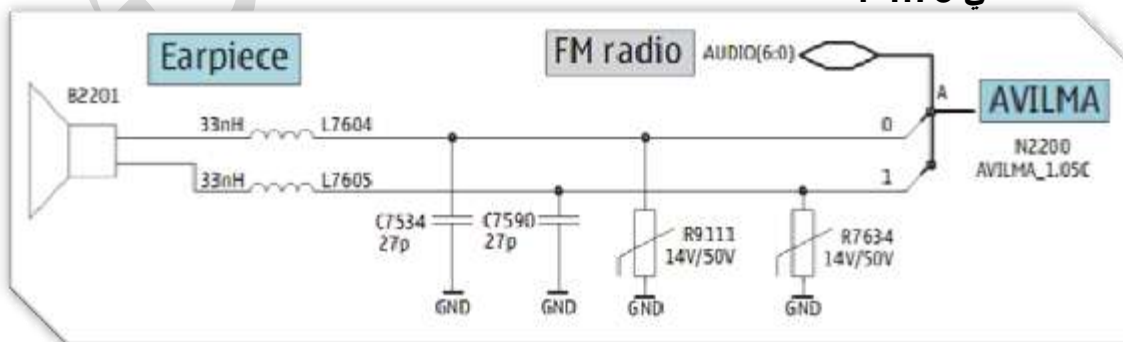 Earpiece
FM radio
AUDIO(6:0)
B2201
AVILMA
A
33nH
L7604
0
N2200
AVILMA_1.05C
33nH
L7605
1
C7534
27p
C7590
27p
R9111
14V/50V
R7634
14V/50V
GND
GND
GND
GND